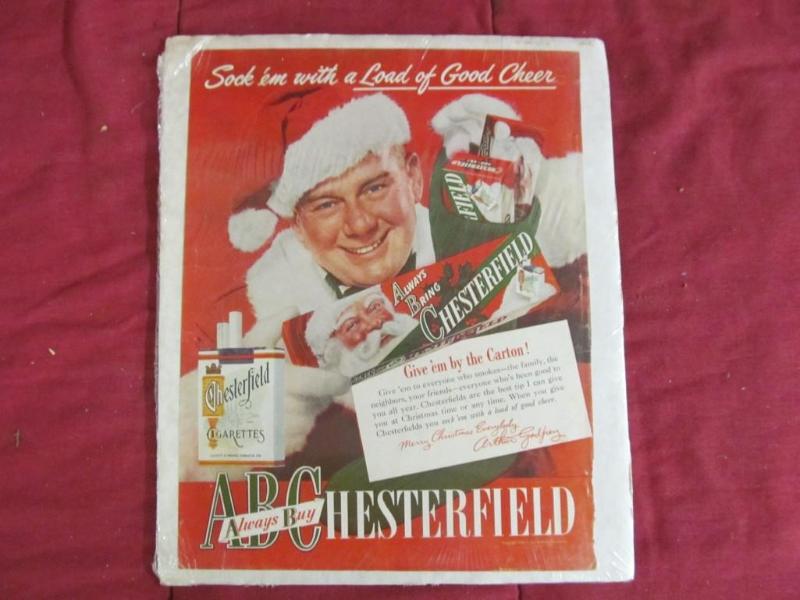 Sock 'em with a Load of Good Cheer
CHESTERFIELD
FIELD
ALWAYS
BRING
CHESTERFIELD
Give 'em by the Carton!
Give 'em to everyone who smokes—the family, the
neighbors, your friends—everyone who's been good to
you all year. Chesterfields are the best tip I can give
you at Christmas time or any time. When you give
Chesterfields you sock 'em with a load of good cheer.
Merry Christmas Everybody
Arthur Godfrey
Chesterfield
CIGARETTES
ABCHESTERFIELD
Always Buy